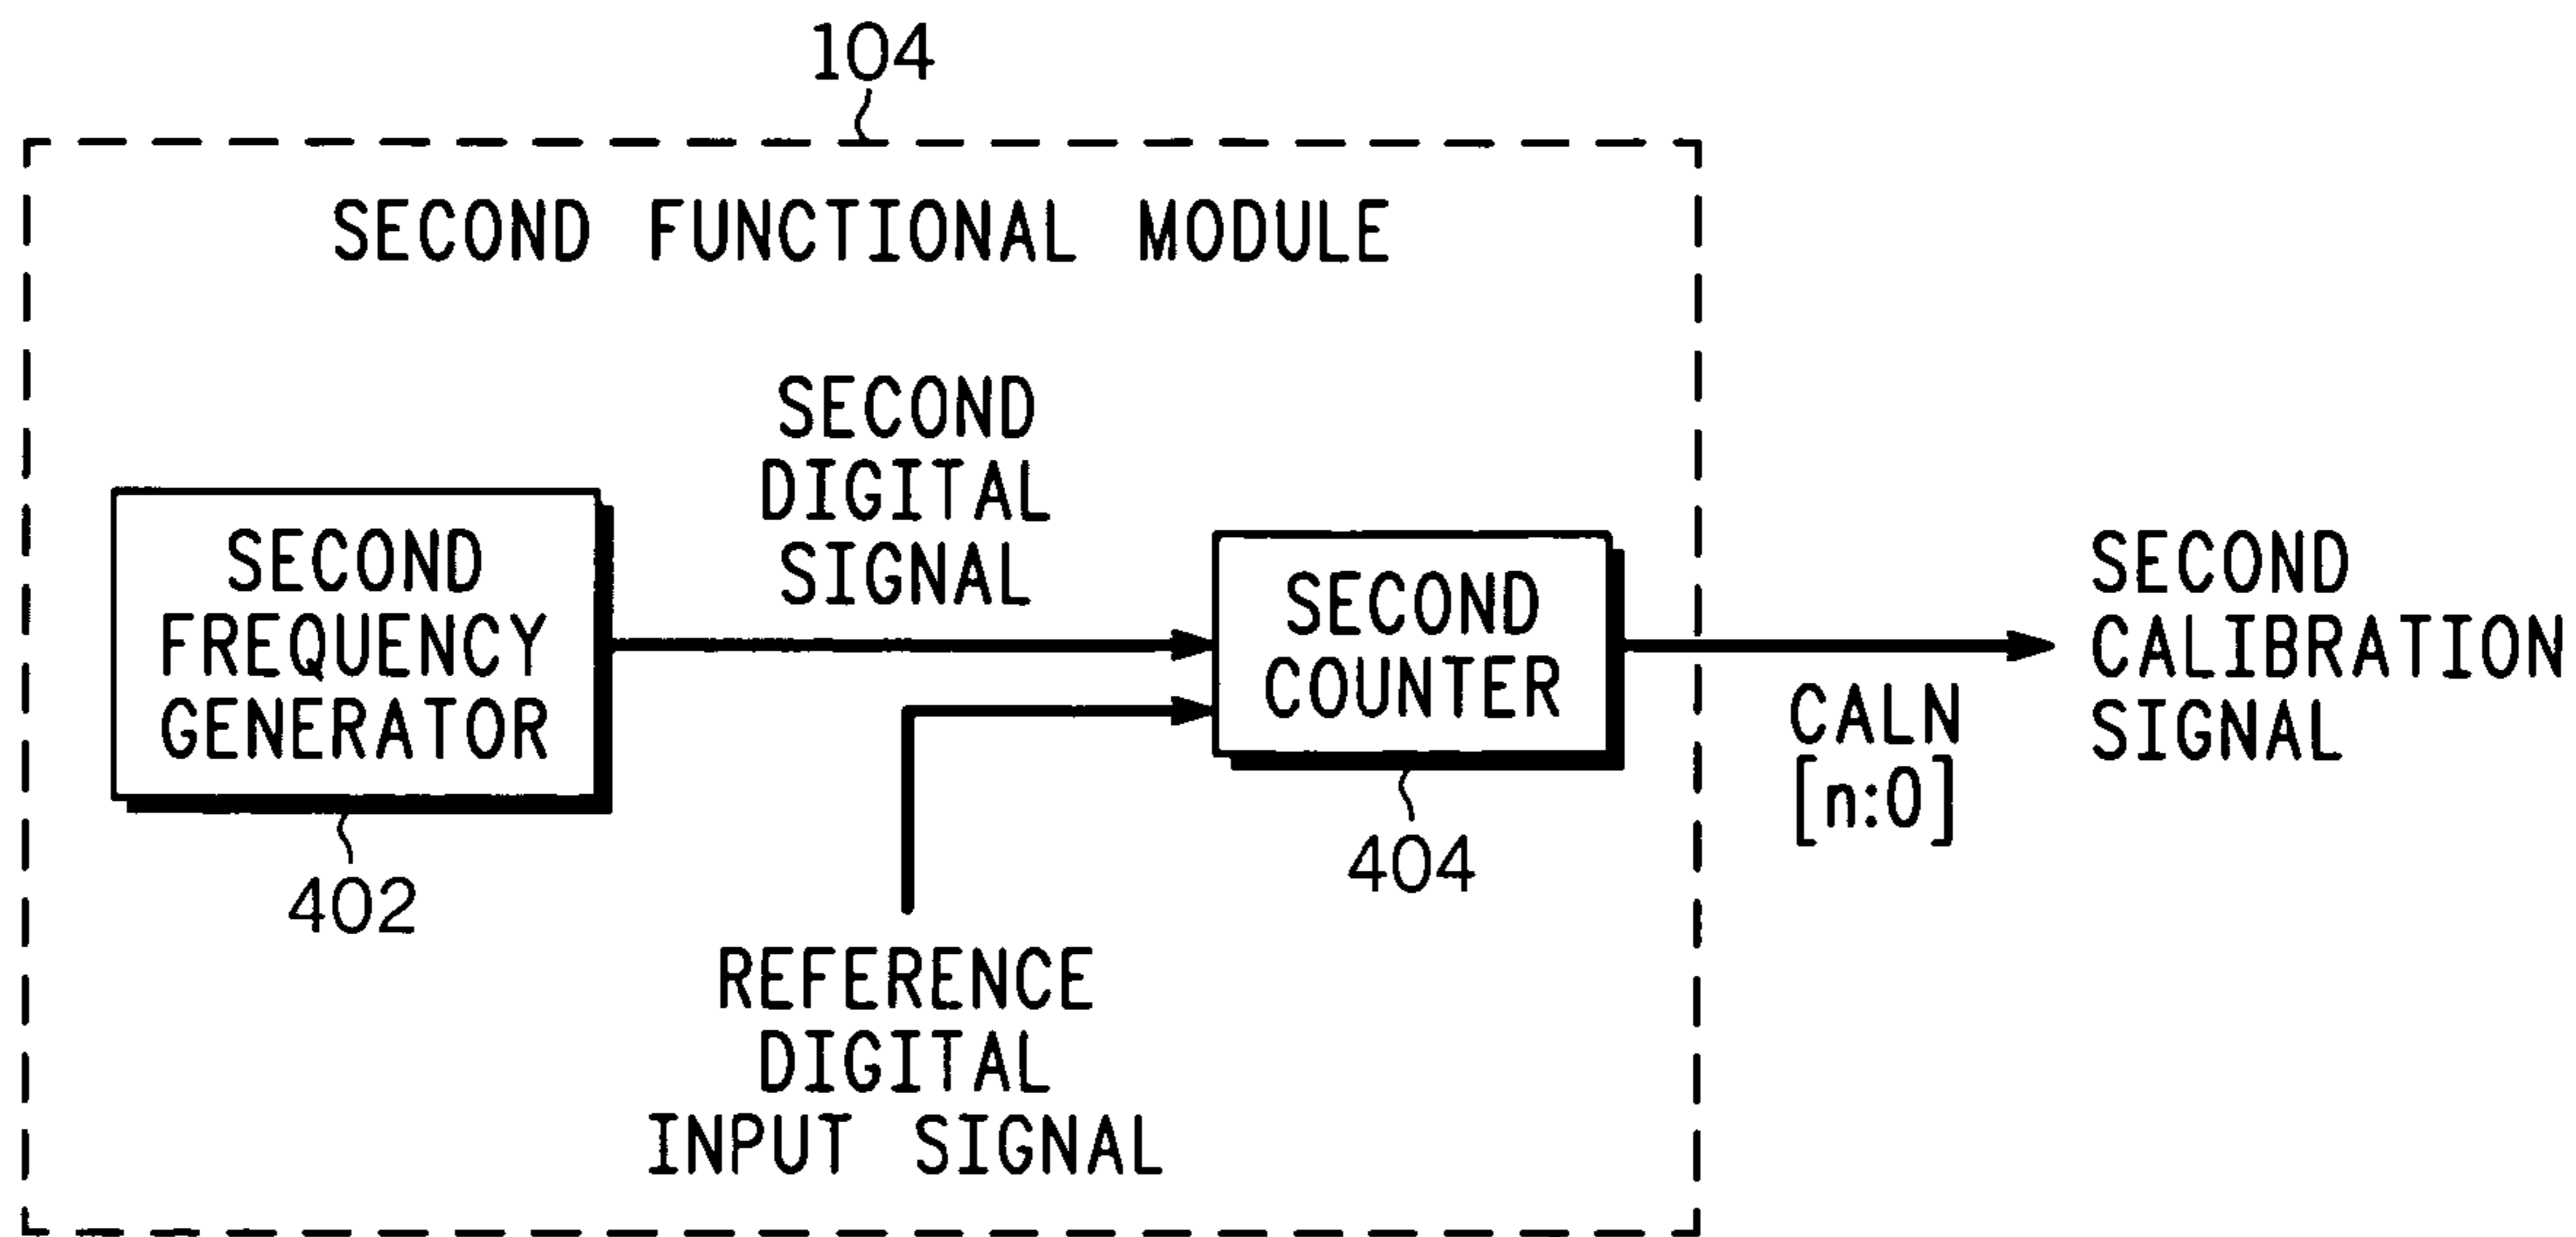 104
SECOND FUNCTIONAL MODULE
SECOND
DIGITAL
SIGNAL
SECOND
FREQUENCY
GENERATOR
402
SECOND
COUNTER
404
REFERENCE
DIGITAL
INPUT SIGNAL
CALN
[n:0]
SECOND
CALIBRATION
SIGNAL